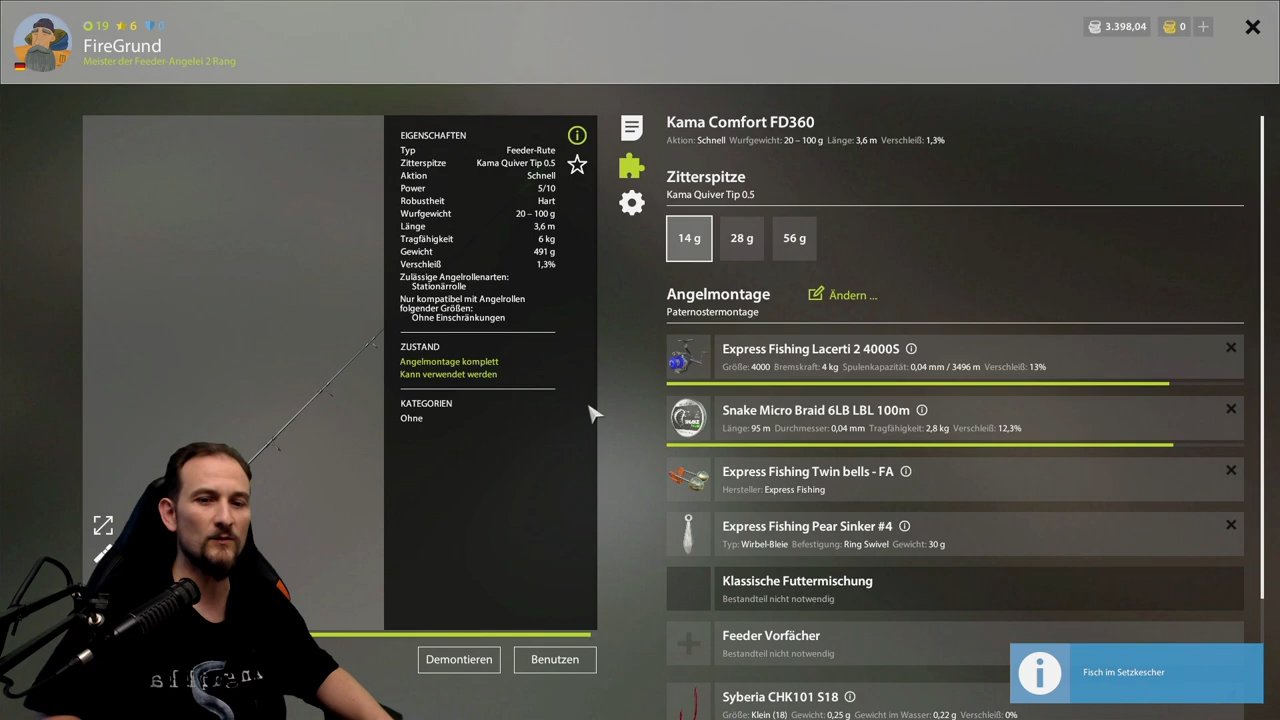 19 6 0
FireGrund
Meister der Feeder-Angelei 2 Rang
3.398,04 0
EIGENSCHAFTEN
Typ Feeder-Rute
Zitterspitze Kama Quiver Tip 0.5
Aktion Schnell
Power 5/10
Robustheit Hart
Wurfgewicht 20 – 100 g
Länge 3,6 m
Tragfähigkeit 6 kg
Gewicht 491 g
Verschleiß 1,3%
Zulässige Angelrollenarten:
Stationärrolle
Nur kompatibel mit Angelrollen
folgender Größen:
Ohne Einschränkungen
ZUSTAND
Angelmontage komplett
Kann verwendet werden
KATEGORIEN
Ohne
Demontieren Benutzen
Kama Comfort FD360
Aktion: Schnell Wurfgewicht: 20 – 100 g Länge: 3,6 m Verschleiß: 1,3%
Zitterspitze
Kama Quiver Tip 0.5
14 g 28 g 56 g
Angelmontage Ändern ...
Paternostermontage
Express Fishing Lacerti 2 4000S
Größe: 4000 Bremskraft: 4 kg Spulenkapazität: 0,04 mm / 3496 m Verschleiß: 13%
Snake Micro Braid 6LB LBL 100m
Länge: 95 m Durchmesser: 0,04 mm Tragfähigkeit: 2,8 kg Verschleiß: 12,3%
Express Fishing Twin bells - FA
Hersteller: Express Fishing
Express Fishing Pear Sinker #4
Typ: Wirbel-Bleie Befestigung: Ring Swivel Gewicht: 30 g
Klassische Futtermischung
Bestandteil nicht notwendig
Feeder Vorfächer
Bestandteil nicht notwendig
Syberia CHK101 S18
Größe: Klein (18) Gewicht: 0,25 g Gewicht im Wasser: 0,22 g Verschleiß: 0%
Fisch im Setzkescher